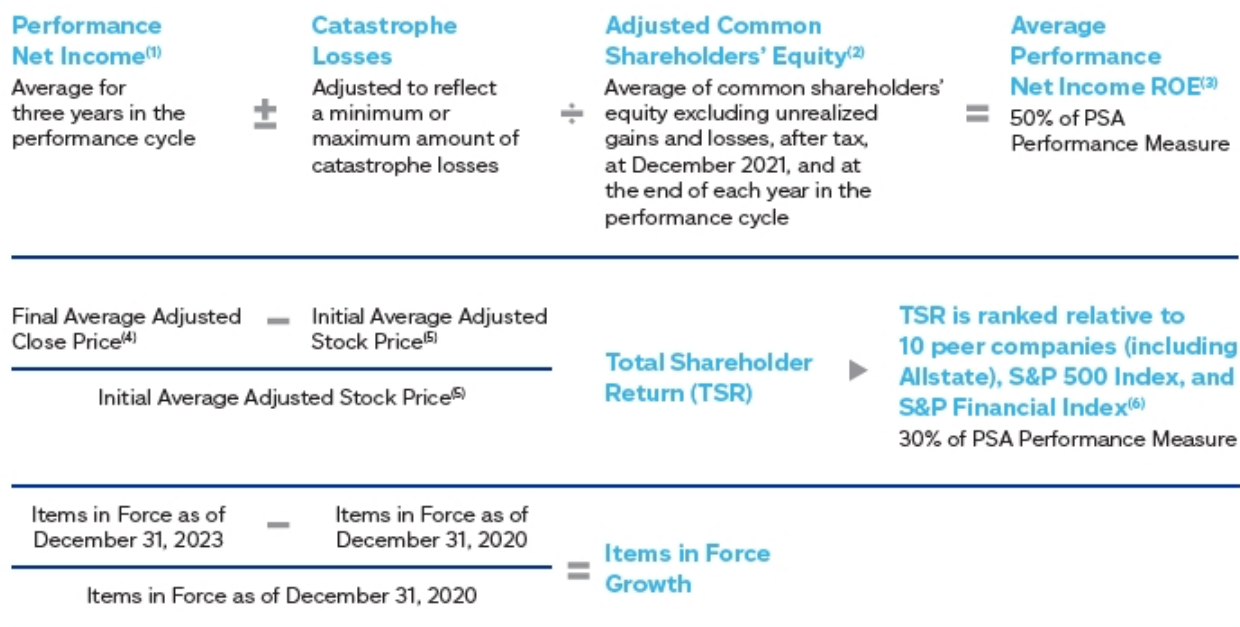 Performance
Net Income(1)
Average for
three years in the
performance cycle
±
Catastrophe
Losses
Adjusted to reflect
a minimum or
maximum amount of
catastrophe losses
÷
Adjusted Common
Shareholders' Equity(2)
Average of common shareholders'
equity excluding unrealized
gains and losses, after tax,
at December 2021, and at
the end of each year in the
performance cycle
=
Average
Performance
Net Income ROE(3)
50% of PSA
Performance Measure
Final Average Adjusted
Close Price(4)
–
Initial Average Adjusted
Stock Price(5)
Initial Average Adjusted Stock Price(5)
Total Shareholder
Return (TSR)
TSR is ranked relative to
10 peer companies (including
Allstate), S&P 500 Index, and
S&P Financial Index(6)
30% of PSA Performance Measure
Items in Force as of
December 31, 2023
–
Items in Force as of
December 31, 2020
Items in Force as of December 31, 2020
=
Items in Force
Growth